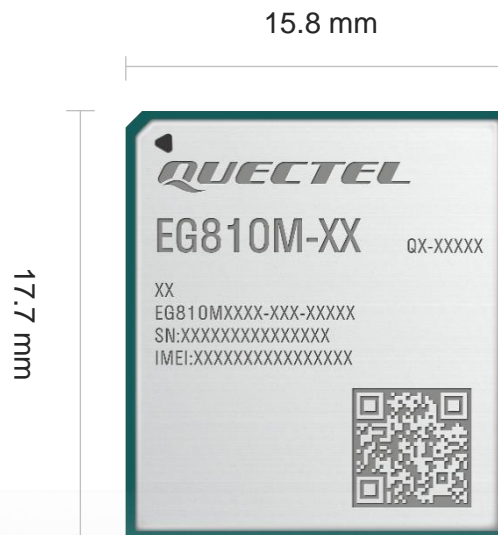 15.8 mm
17.7 mm
QUECTEL
EG810M-XX QX-XXXXX
XX
EG810MXXXX-XXX-XXXXX
SN:XXXXXXXXXXXXXXX
IMEI:XXXXXXXXXXXXXXXX